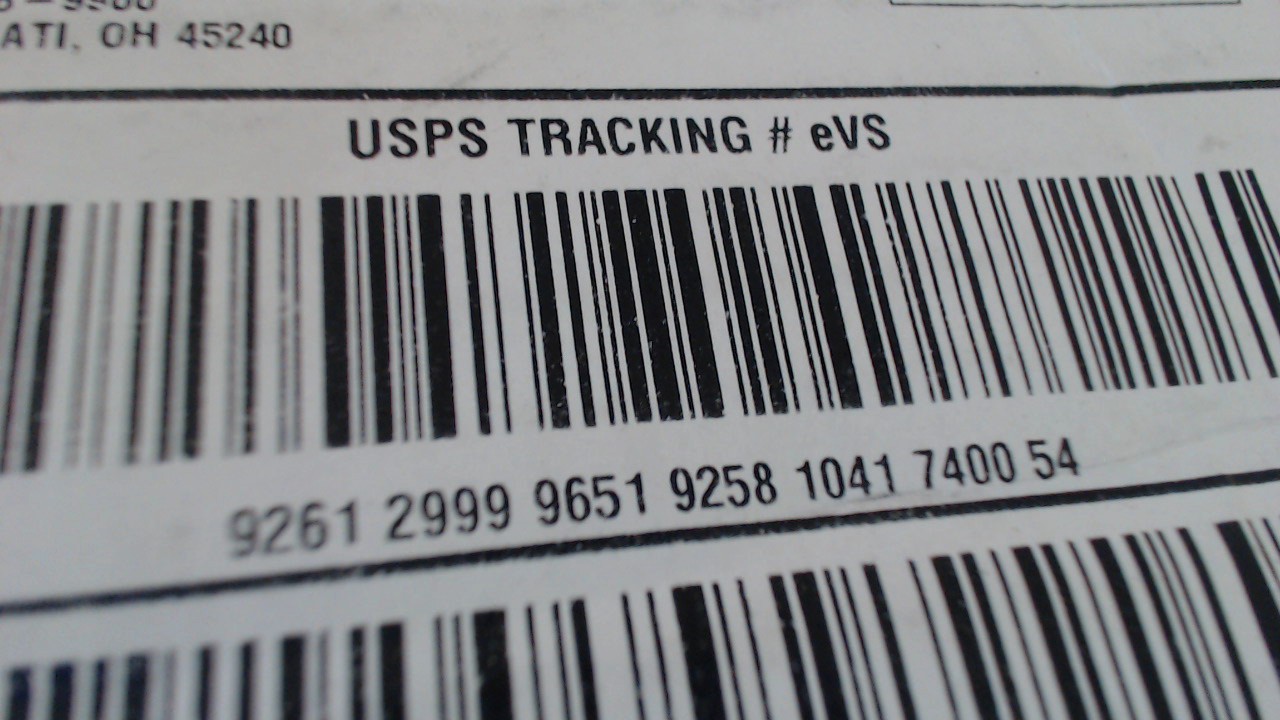 ATI, OH 45240
USPS TRACKING # eVS
9261 2999 9651 9258 1041 7400 54